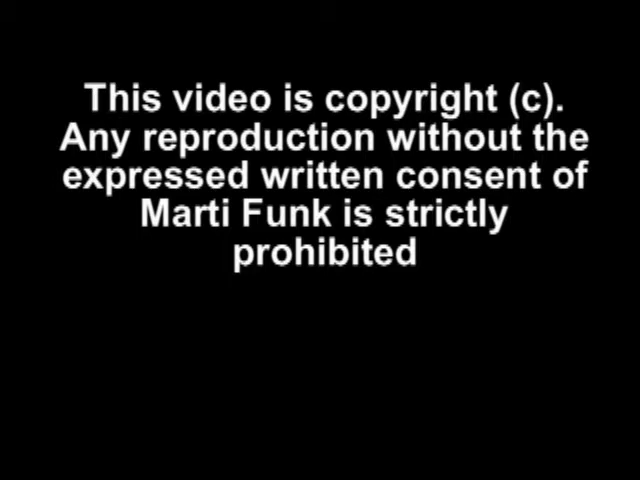 This video is copyright (c).
Any reproduction without the
expressed written consent of
Marti Funk is strictly
prohibited